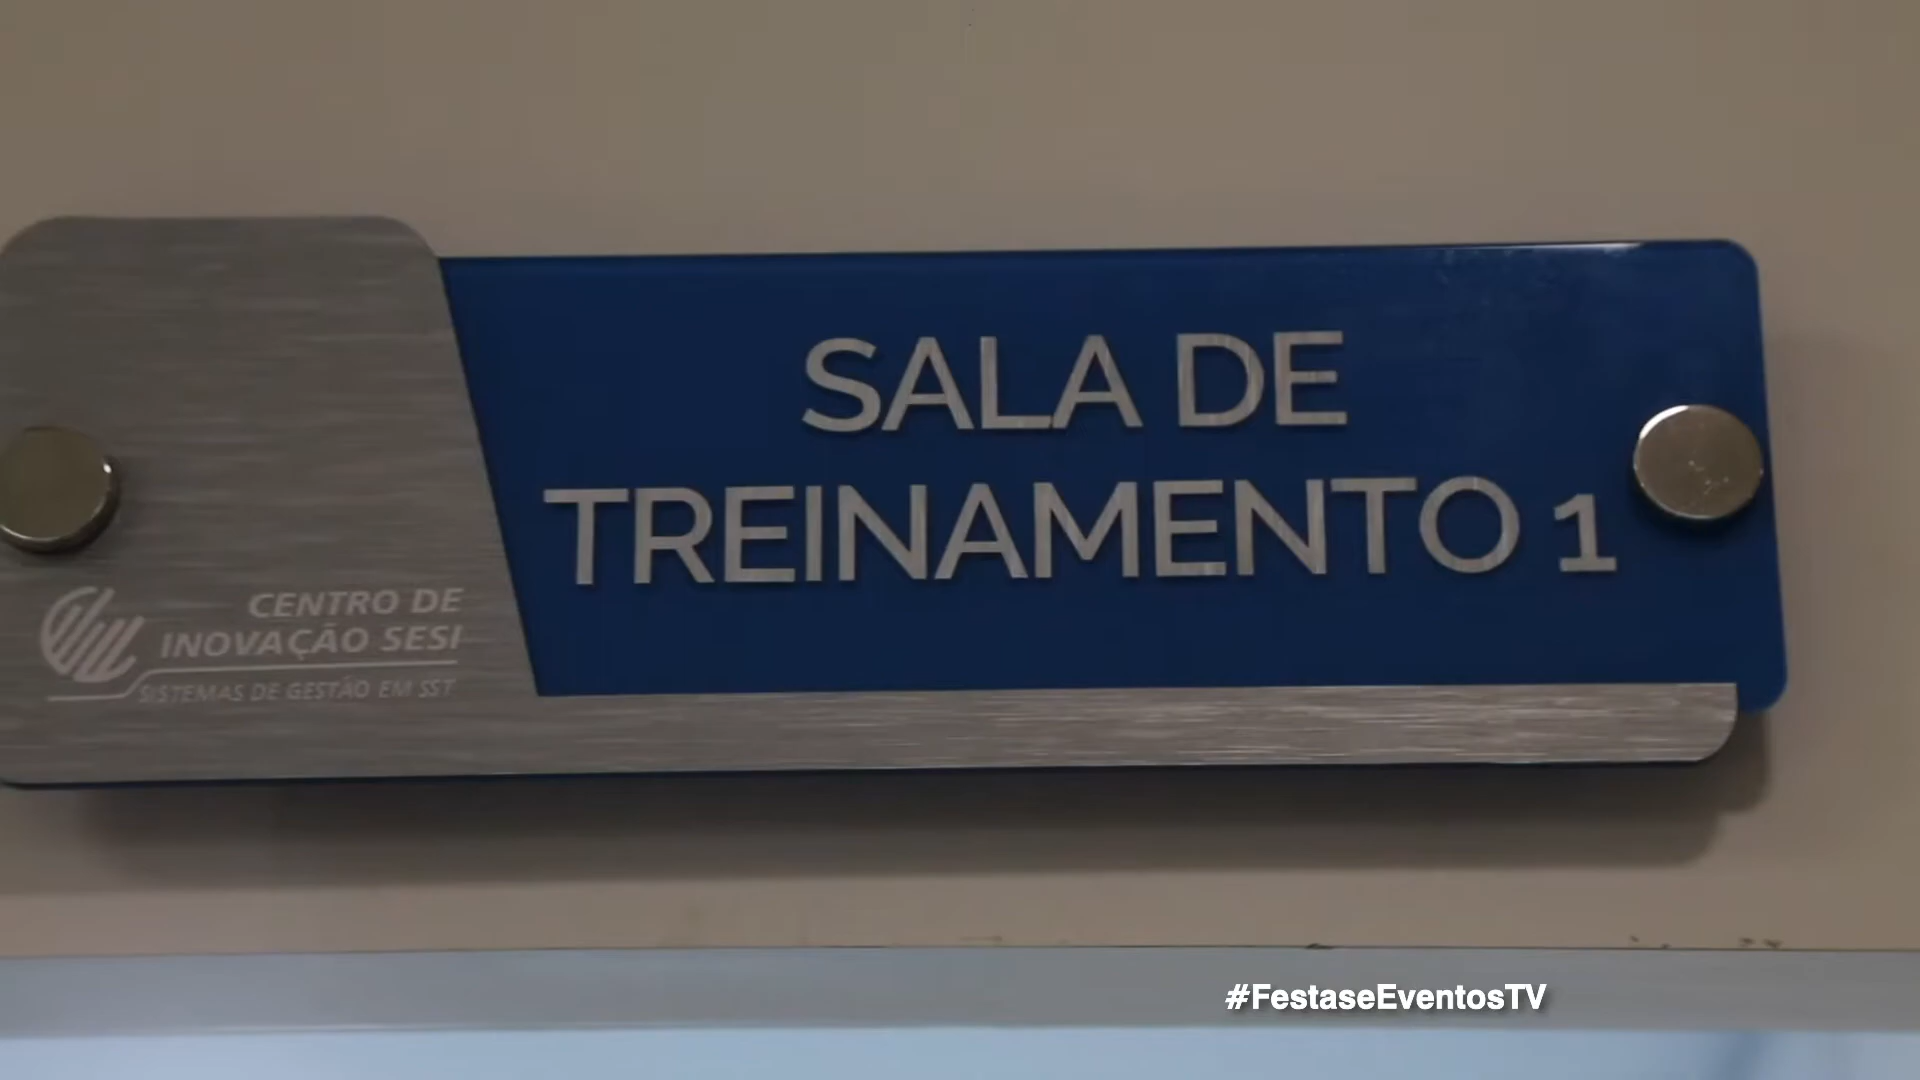 SALA DE
TREINAMENTO 1
CENTRO DE
INOVAÇÃO SESI
SISTEMAS DE GESTÃO EM SST
#FestaseEventosTV